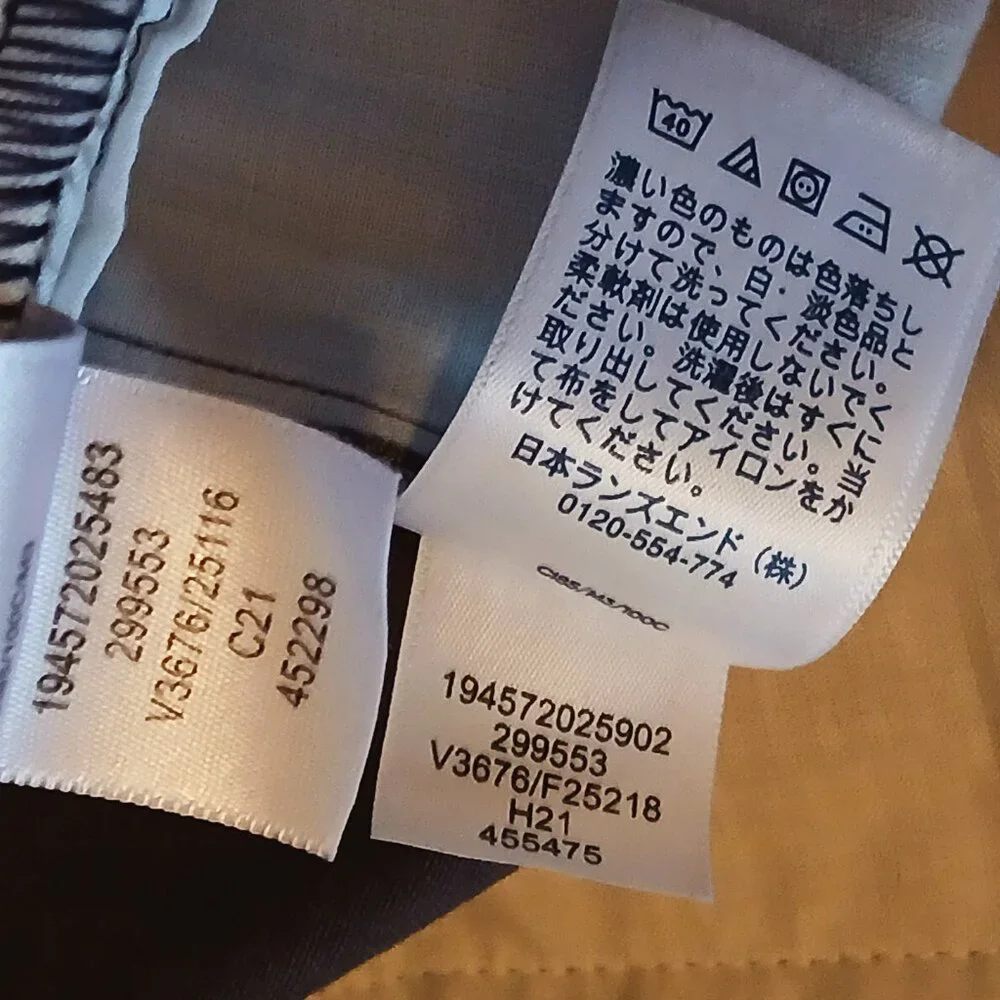 194572025483
299553
V3676/25116
C21
452298
40
濃い色のものは色落ちし
ますので、白・淡色品と
分けて洗ってください。
柔軟剤は使用しないでく
ださい。洗濯後はすぐに
取り出してください。当
て布をしてアイロンをか
けてください。
日本ランズエンド（株）
0120-554-774
194572025902
299553
V3676/F25218
H21
455475